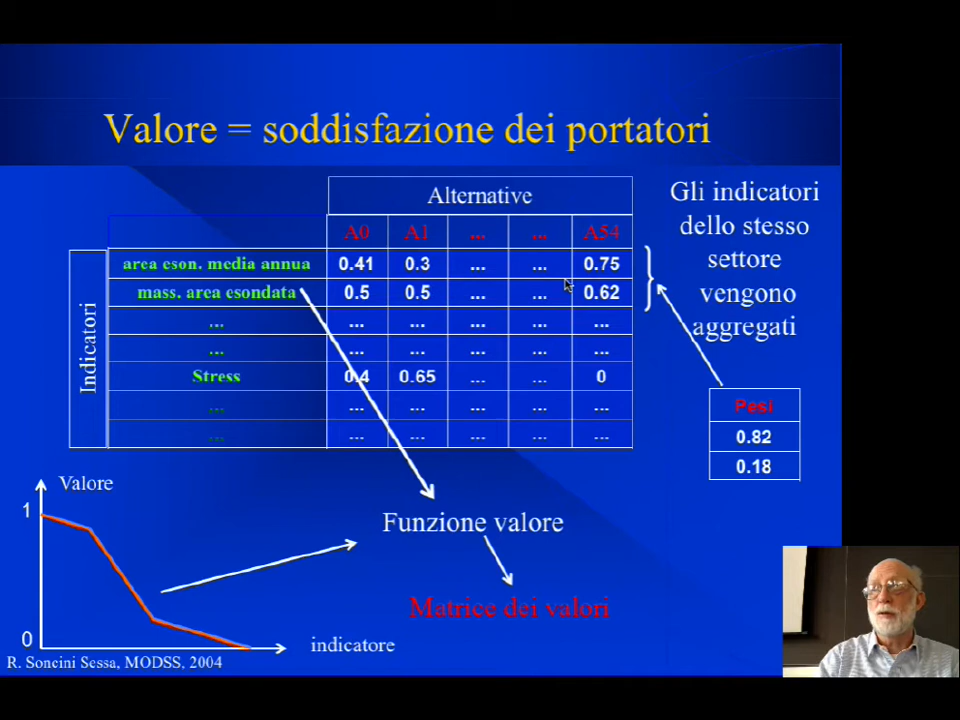 Valore = soddisfazione dei portatori
Alternative
A0 A1 ... ... A54
Indicatori
area eson. media annua 0.41 0.3 ... ... 0.75
mass. area esondata 0.5 0.5 ... ... 0.62
... ... ... ... ... ...
... ... ... ... ... ...
Stress 0.4 0.65 ... ... 0
... ... ... ... ... ...
... ... ... ... ... ...
Gli indicatori
dello stesso
settore
vengono
aggregati
Pesi
0.82
0.18
Valore
1
0
indicatore
Funzione valore
Matrice dei valori
R. Soncini Sessa, MODSS, 2004